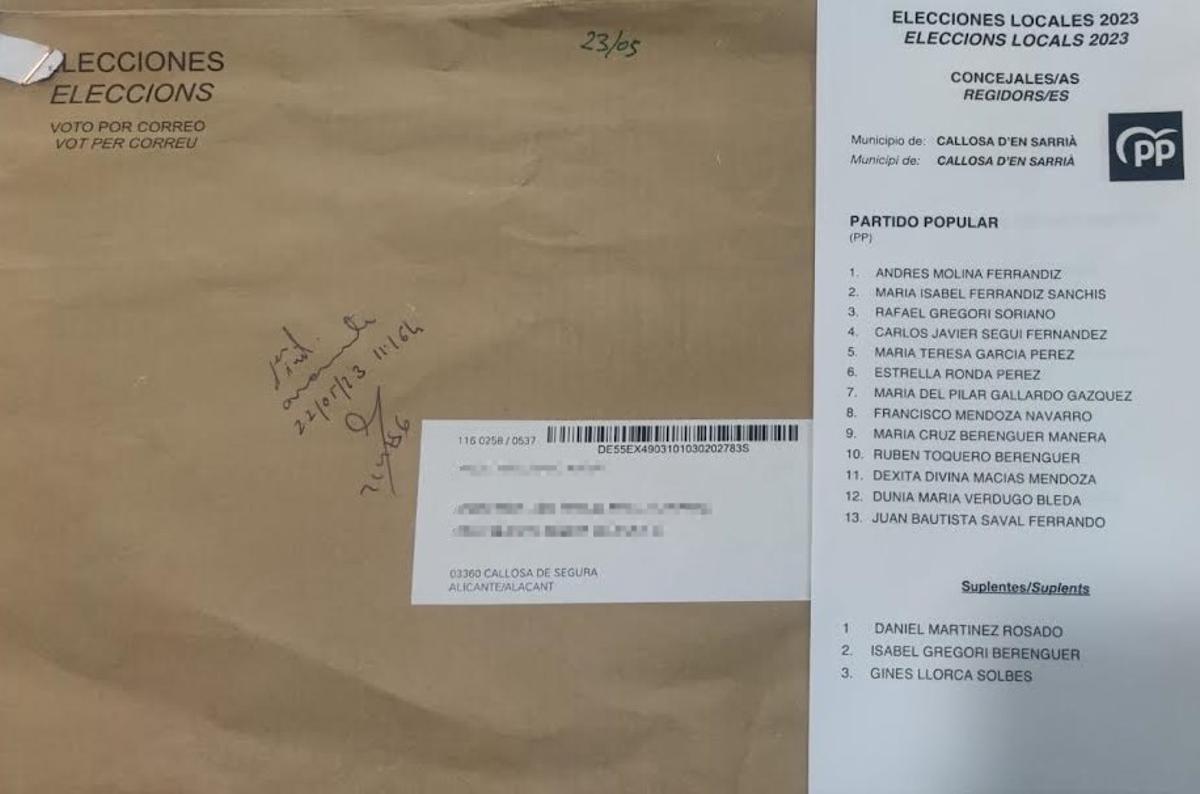 ELECCIONES
ELECCIONS
VOTO POR CORREO
VOT PER CORREU
23/05
22/05/23 11:16h
116 0258 / 0537
DE55EX4903101030202783S
03360 CALLOSA DE SEGURA
ALICANTE/ALACANT
ELECCIONES LOCALES 2023
ELECCIONS LOCALS 2023
CONCEJALES/AS
REGIDORS/ES
Municipio de: CALLOSA D'EN SARRIÀ
Municipi de: CALLOSA D'EN SARRIÀ
PP
PARTIDO POPULAR
(PP)
1. ANDRES MOLINA FERRANDIZ
2. MARIA ISABEL FERRANDIZ SANCHIS
3. RAFAEL GREGORI SORIANO
4. CARLOS JAVIER SEGUI FERNANDEZ
5. MARIA TERESA GARCIA PEREZ
6. ESTRELLA RONDA PEREZ
7. MARIA DEL PILAR GALLARDO GAZQUEZ
8. FRANCISCO MENDOZA NAVARRO
9. MARIA CRUZ BERENGUER MANERA
10. RUBEN TOQUERO BERENGUER
11. DEXITA DIVINA MACIAS MENDOZA
12. DUNIA MARIA VERDUGO BLEDA
13. JUAN BAUTISTA SAVAL FERRANDO
Suplentes/Suplents
1 DANIEL MARTINEZ ROSADO
2. ISABEL GREGORI BERENGUER
3. GINES LLORCA SOLBES